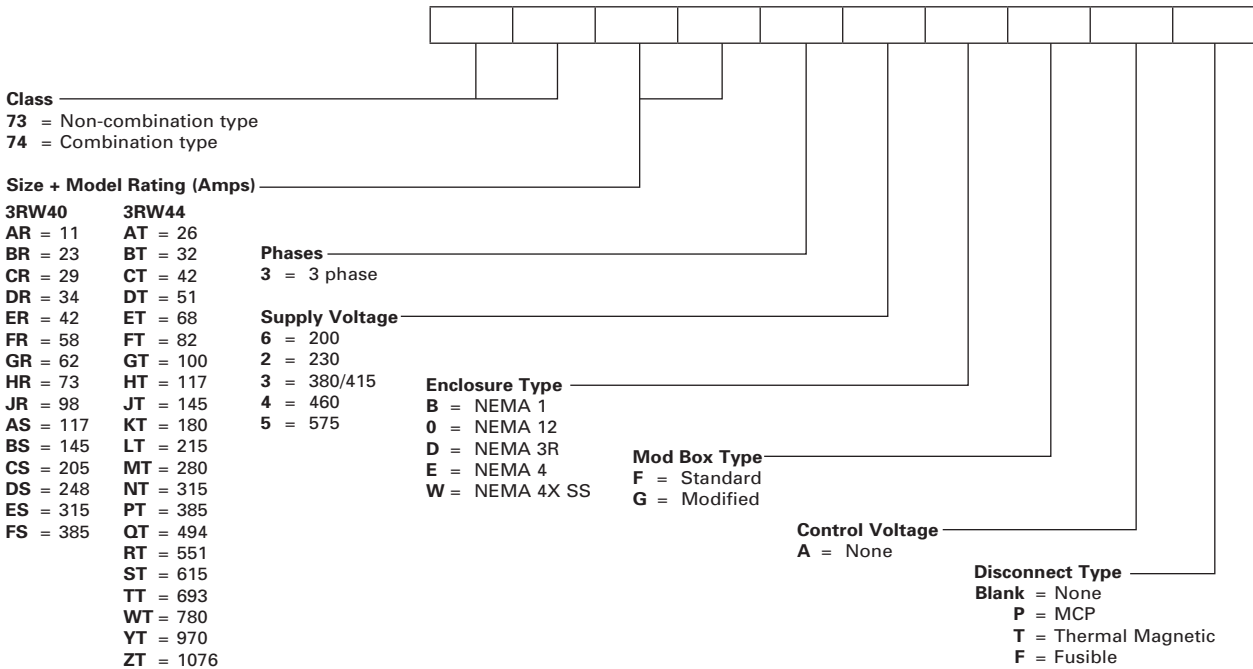 Class
73 = Non-combination type
74 = Combination type
Size + Model Rating (Amps)
3RW40
AR = 11
BR = 23
CR = 29
DR = 34
ER = 42
FR = 58
GR = 62
HR = 73
JR = 98
AS = 117
BS = 145
CS = 205
DS = 248
ES = 315
FS = 385
3RW44
AT = 26
BT = 32
CT = 42
DT = 51
ET = 68
FT = 82
GT = 100
HT = 117
JT = 145
KT = 180
LT = 215
MT = 280
NT = 315
PT = 385
QT = 494
RT = 551
ST = 615
TT = 693
WT = 780
YT = 970
ZT = 1076
Phases
3 = 3 phase
Supply Voltage
6 = 200
2 = 230
3 = 380/415
4 = 460
5 = 575
Enclosure Type
B = NEMA 1
0 = NEMA 12
D = NEMA 3R
E = NEMA 4
W = NEMA 4X SS
Mod Box Type
F = Standard
G = Modified
Control Voltage
A = None
Disconnect Type
Blank = None
P = MCP
T = Thermal Magnetic
F = Fusible